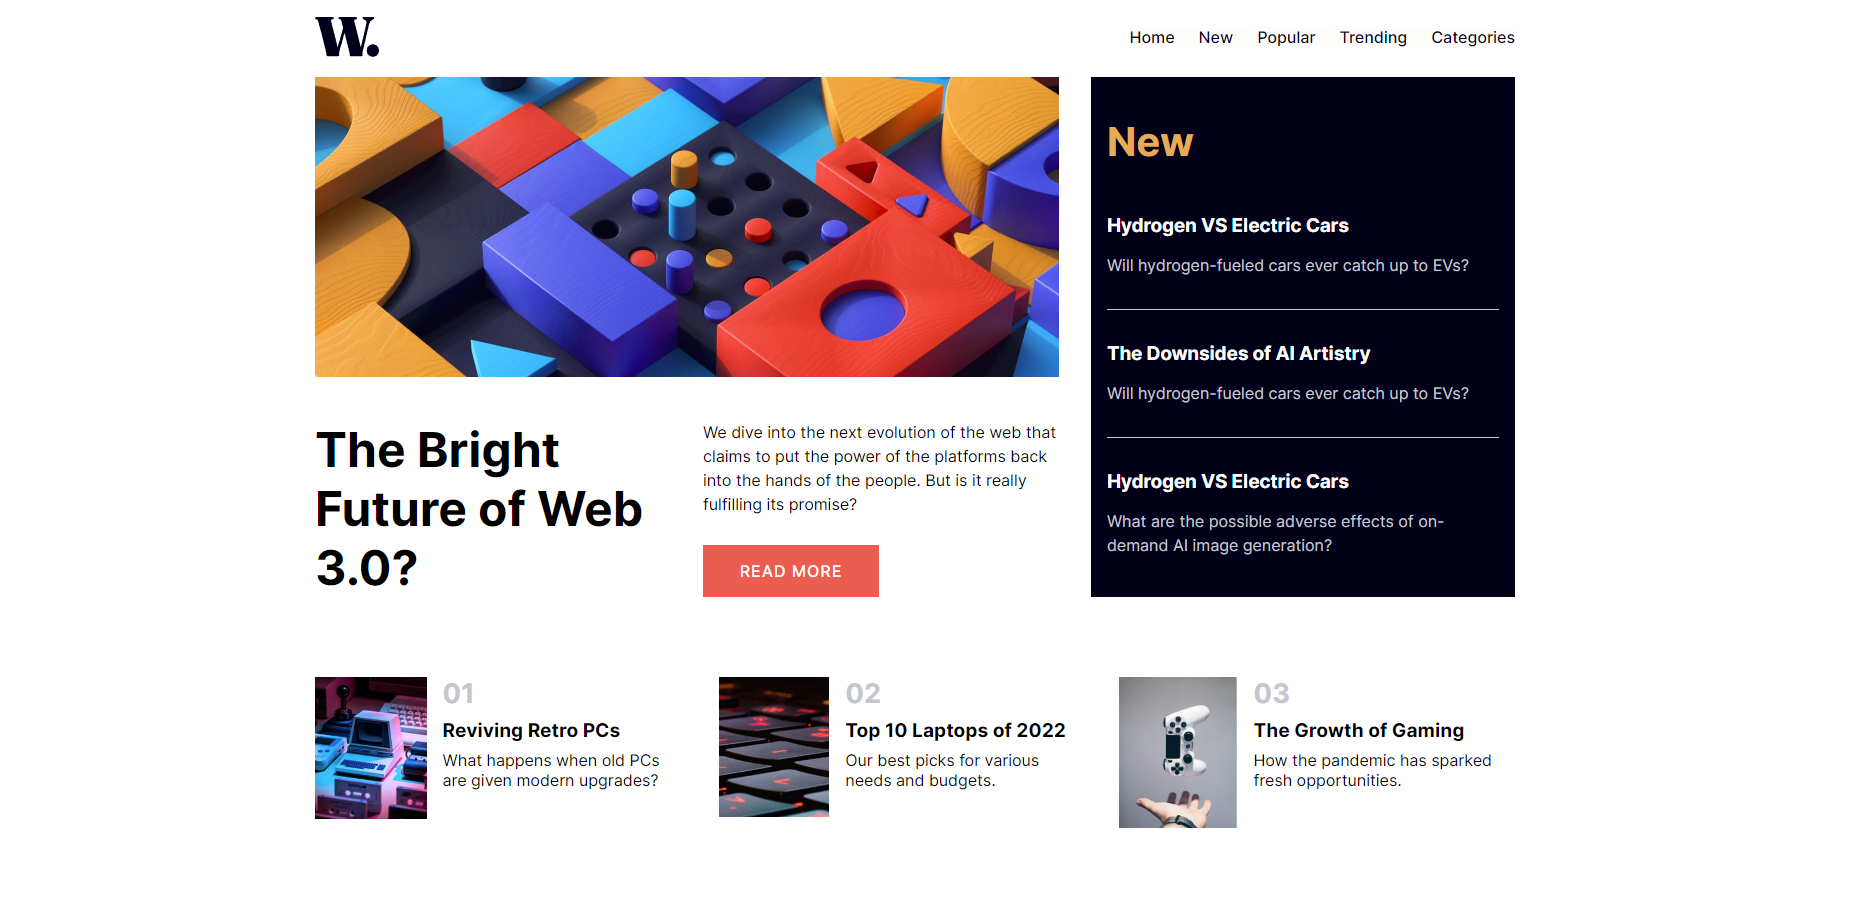 W.
Home New Popular Trending Categories
New
Hydrogen VS Electric Cars
Will hydrogen-fueled cars ever catch up to EVs?
The Downsides of AI Artistry
Will hydrogen-fueled cars ever catch up to EVs?
Hydrogen VS Electric Cars
What are the possible adverse effects of on-
demand AI image generation?
The Bright
Future of Web
3.0?
We dive into the next evolution of the web that
claims to put the power of the platforms back
into the hands of the people. But is it really
fulfilling its promise?
READ MORE
01
Reviving Retro PCs
What happens when old PCs
are given modern upgrades?
02
Top 10 Laptops of 2022
Our best picks for various
needs and budgets.
03
The Growth of Gaming
How the pandemic has sparked
fresh opportunities.